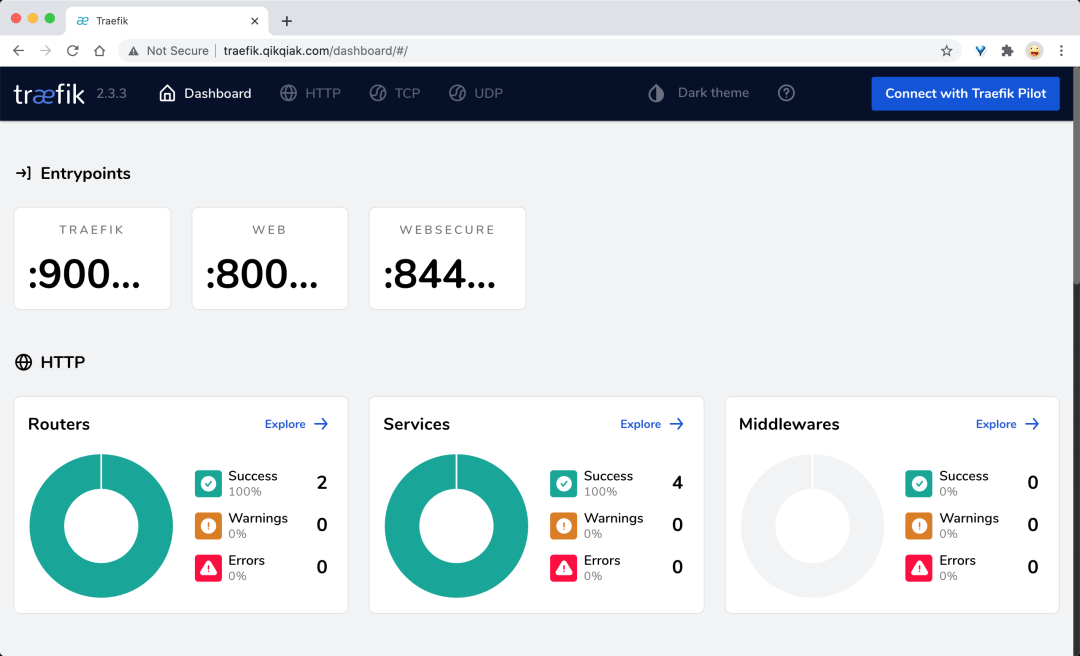 Traefik
Not Secure | traefik.qikqiak.com/dashboard/#/
træfik 2.3.3 Dashboard HTTP TCP UDP Dark theme Connect with Traefik Pilot
Entrypoints
TRAEFIK WEB WEBSECURE
:900... :800... :844...
HTTP
Routers Explore Services Explore Middlewares Explore
Success 2 Success 4 Success 0
100% 100% 0%
Warnings 0 Warnings 0 Warnings 0
0% 0% 0%
Errors 0 Errors 0 Errors 0
0% 0% 0%